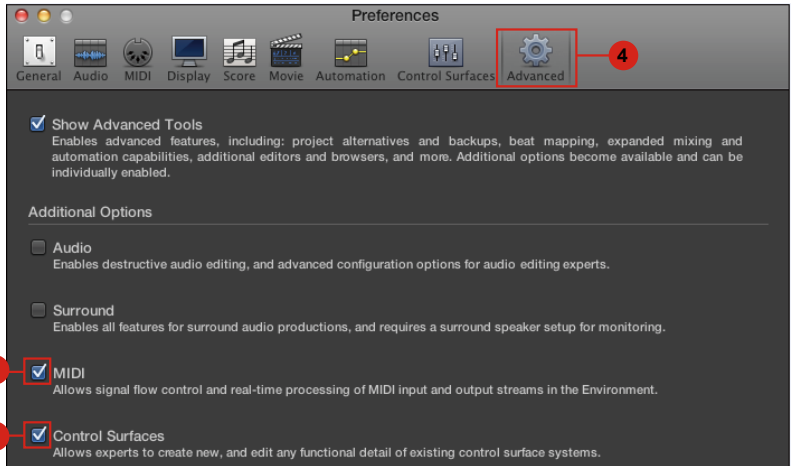 Preferences
General Audio MIDI Display Score Movie Automation Control Surfaces Advanced
4
Show Advanced Tools
Enables advanced features, including: project alternatives and backups, beat mapping, expanded mixing and
automation capabilities, additional editors and browsers, and more. Additional options become available and can be
individually enabled.
Additional Options
Audio
Enables destructive audio editing, and advanced configuration options for audio editing experts.
Surround
Enables all features for surround audio productions, and requires a surround speaker setup for monitoring.
MIDI
Allows signal flow control and real-time processing of MIDI input and output streams in the Environment.
Control Surfaces
Allows experts to create new, and edit any functional detail of existing control surface systems.